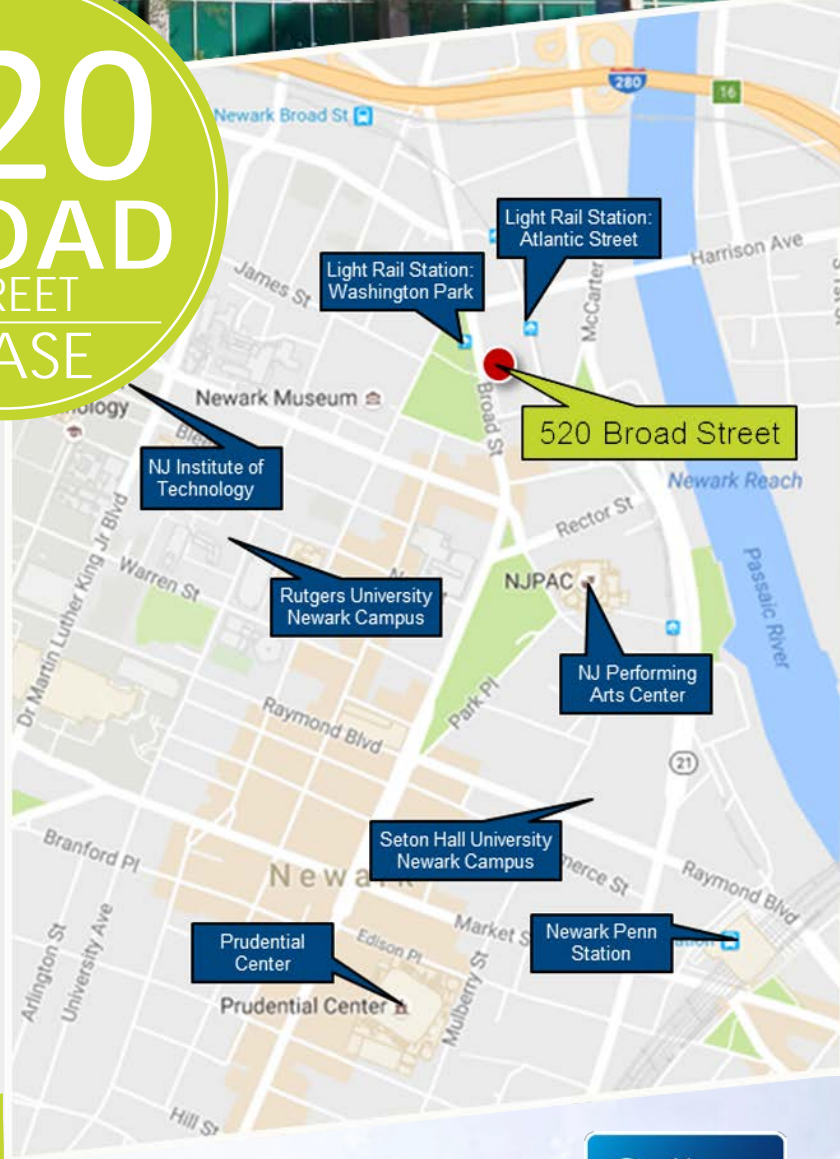 20
OAD
REET
ASE
280
16
Newark Broad St
Light Rail Station:
Atlantic Street
Light Rail Station:
Washington Park
Harrison Ave
McCarter
James St
Newark Museum
Broad St
520 Broad Street
NJ Institute of
Technology
Newark Reach
Rector St
Dr Martin Luther King Jr Blvd
Warren St
Rutgers University
Newark Campus
NJPAC
Passaic River
NJ Performing
Arts Center
Park Pl
Raymond Blvd
21
Seton Hall University
Newark Campus
merce St
Raymond Blvd
Branford Pl
Newark
Market S
Newark Penn
Station
Prudential
Center
Edison Pl
Arlington St
University Ave
Prudential Center
Mulberry St
Hill St